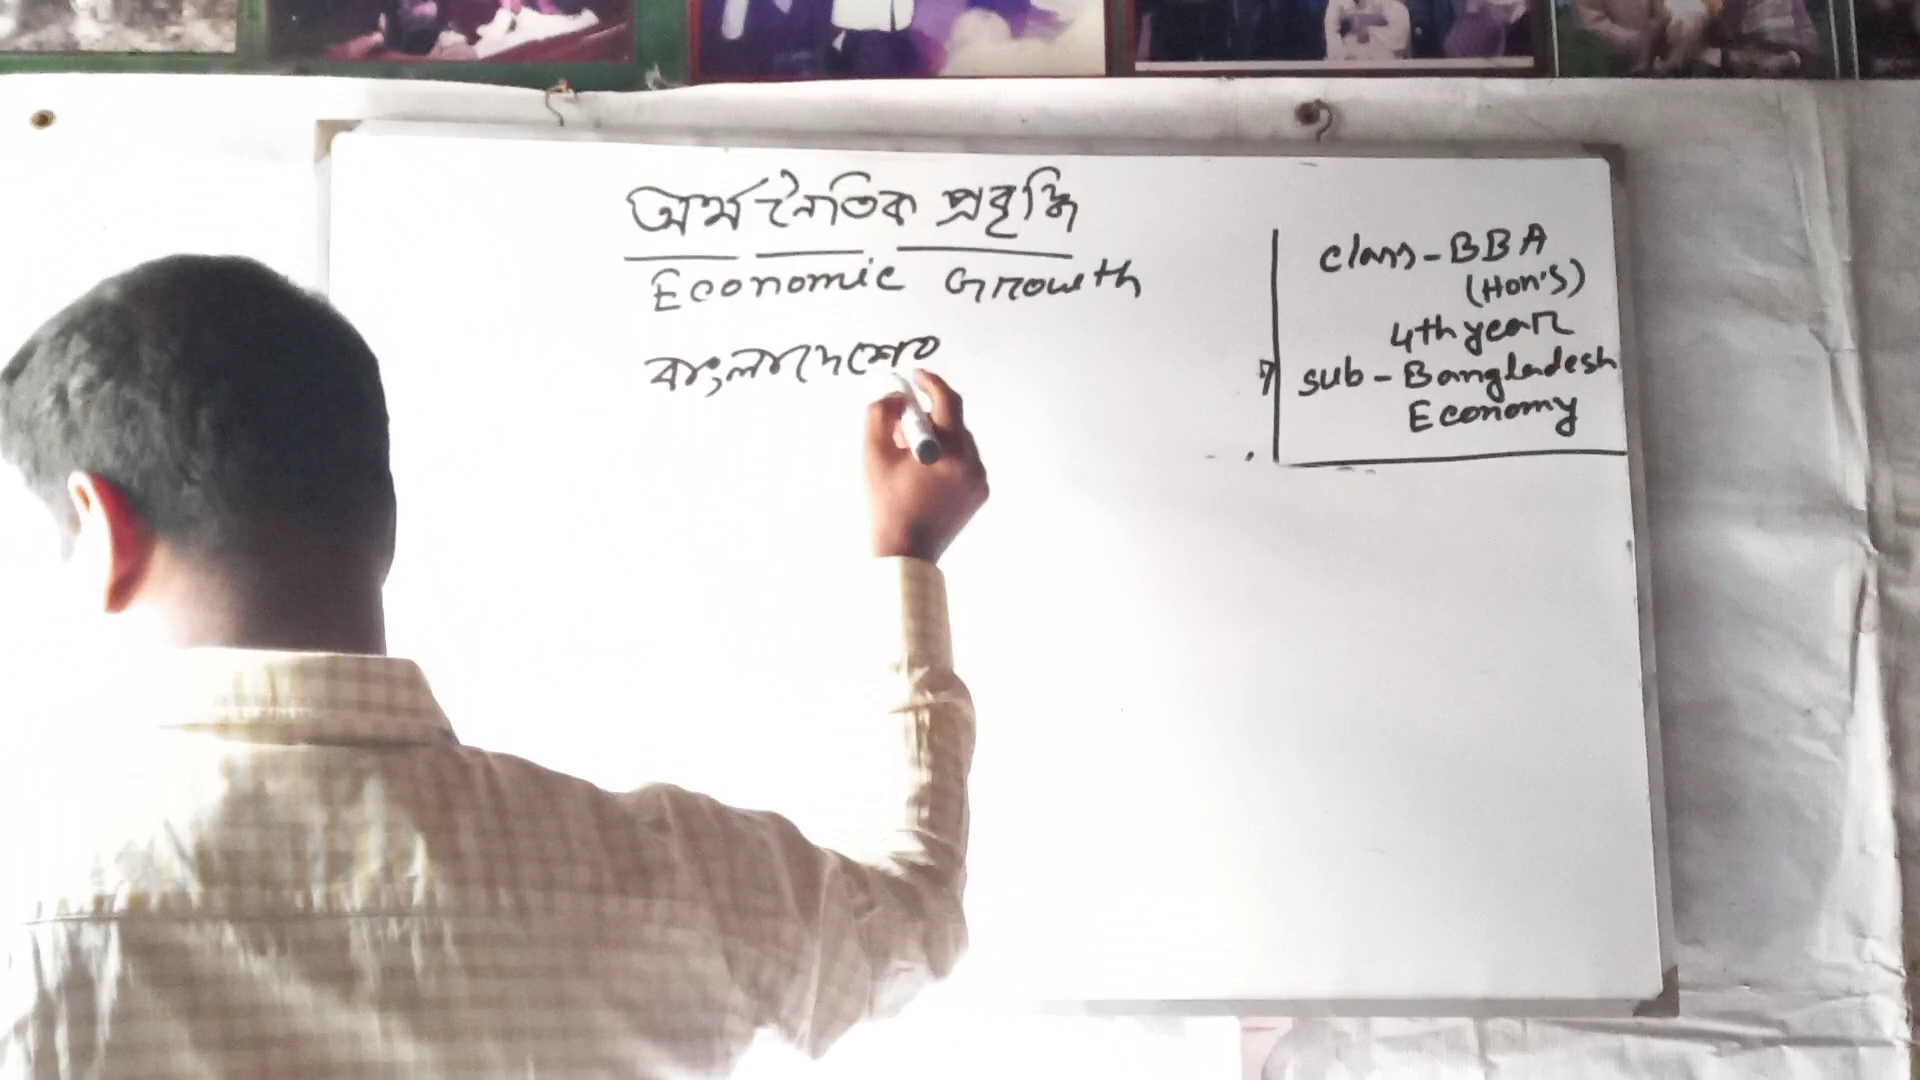 অর্থনৈতিক প্রবৃদ্ধি
Economic Growth
বাংলাদেশের
class-BBA
(Hon's)
4th year
sub-Bangladesh
Economy